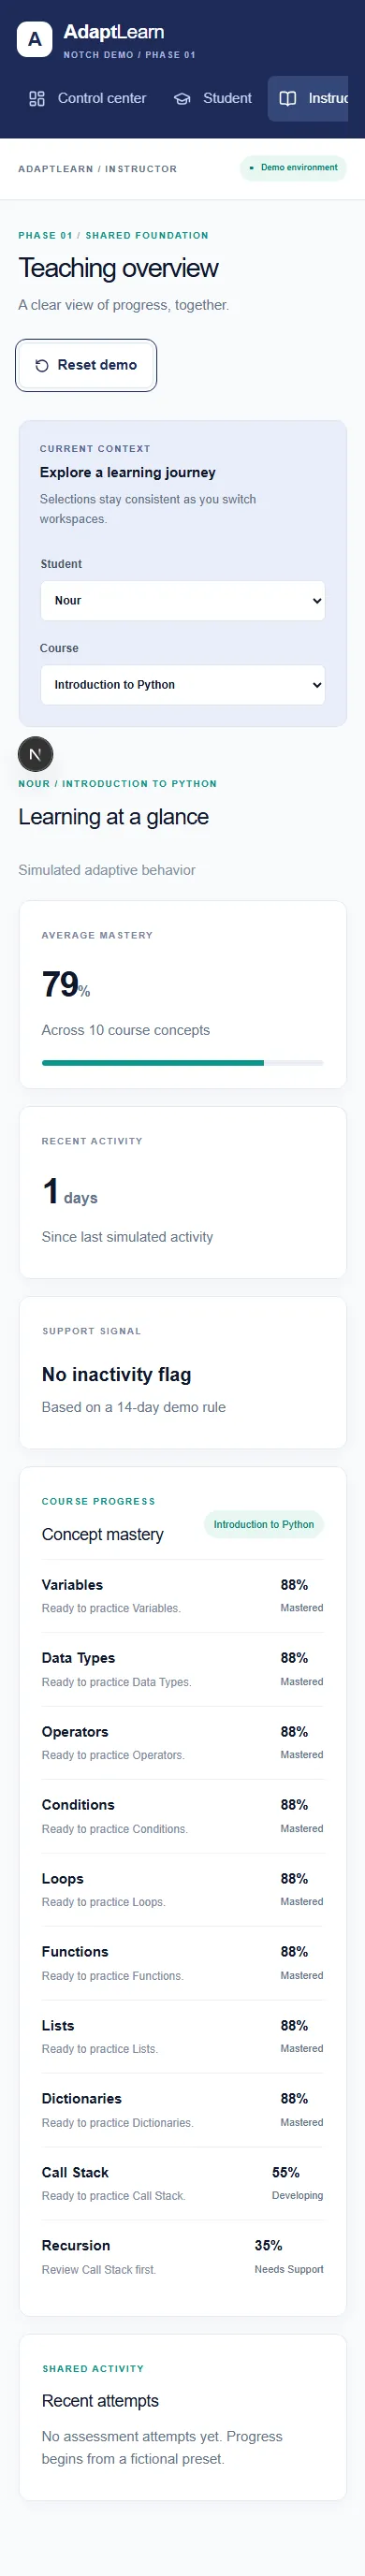 A AdaptLearn
NOTCH DEMO / PHASE 01
Control center Student Instruc
ADAPTLEARN / INSTRUCTOR Demo environment
PHASE 01 / SHARED FOUNDATION
Teaching overview
A clear view of progress, together.
Reset demo
CURRENT CONTEXT
Explore a learning journey
Selections stay consistent as you switch
workspaces.
Student
Nour
Course
Introduction to Python
N
NOUR / INTRODUCTION TO PYTHON
Learning at a glance
Simulated adaptive behavior
AVERAGE MASTERY
79%
Across 10 course concepts
RECENT ACTIVITY
1 days
Since last simulated activity
SUPPORT SIGNAL
No inactivity flag
Based on a 14-day demo rule
COURSE PROGRESS
Concept mastery Introduction to Python
Variables 88%
Ready to practice Variables. Mastered
Data Types 88%
Ready to practice Data Types. Mastered
Operators 88%
Ready to practice Operators. Mastered
Conditions 88%
Ready to practice Conditions. Mastered
Loops 88%
Ready to practice Loops. Mastered
Functions 88%
Ready to practice Functions. Mastered
Lists 88%
Ready to practice Lists. Mastered
Dictionaries 88%
Ready to practice Dictionaries. Mastered
Call Stack 55%
Ready to practice Call Stack. Developing
Recursion 35%
Review Call Stack first. Needs Support
SHARED ACTIVITY
Recent attempts
No assessment attempts yet. Progress
begins from a fictional preset.